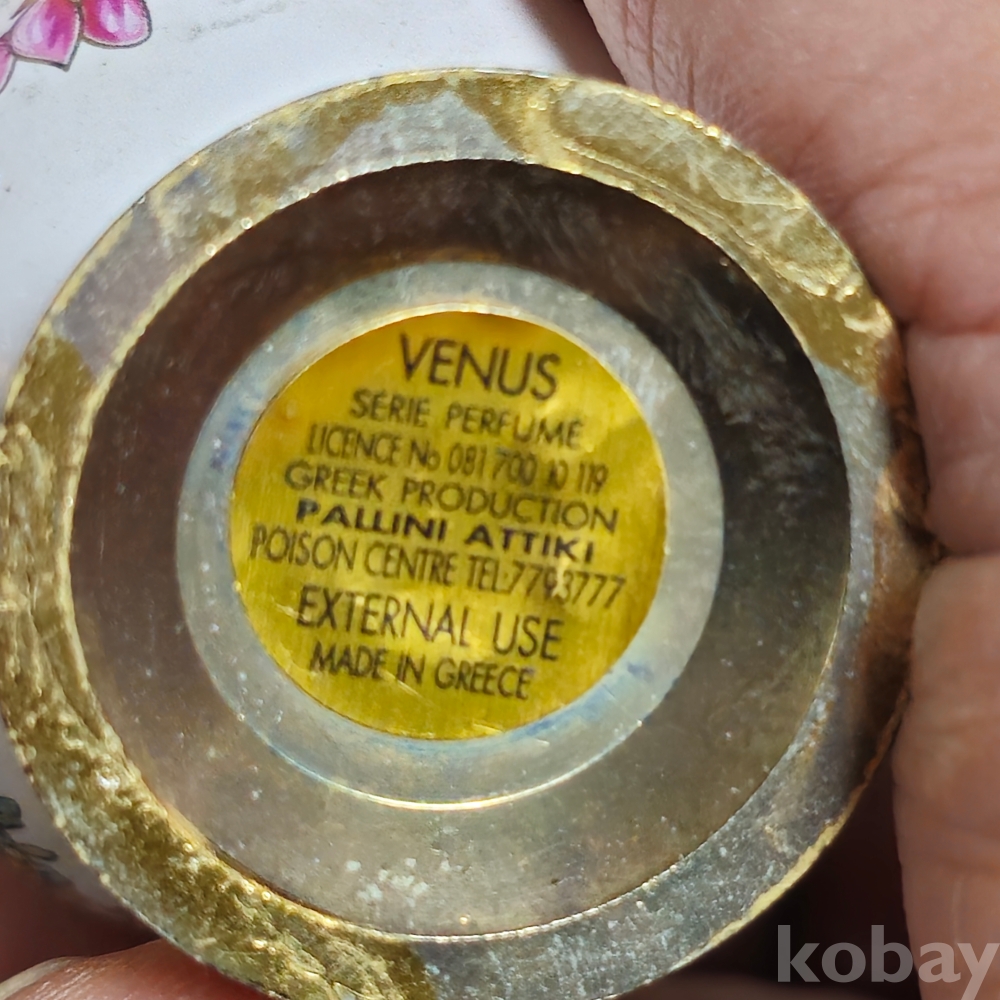 VENUS
SERIE PERFUME
LICENCE No 081 700 10 119
GREEK PRODUCTION
PALLINI ATTIKI
POISON CENTRE TEL:7793777
EXTERNAL USE
MADE IN GREECE
kobay